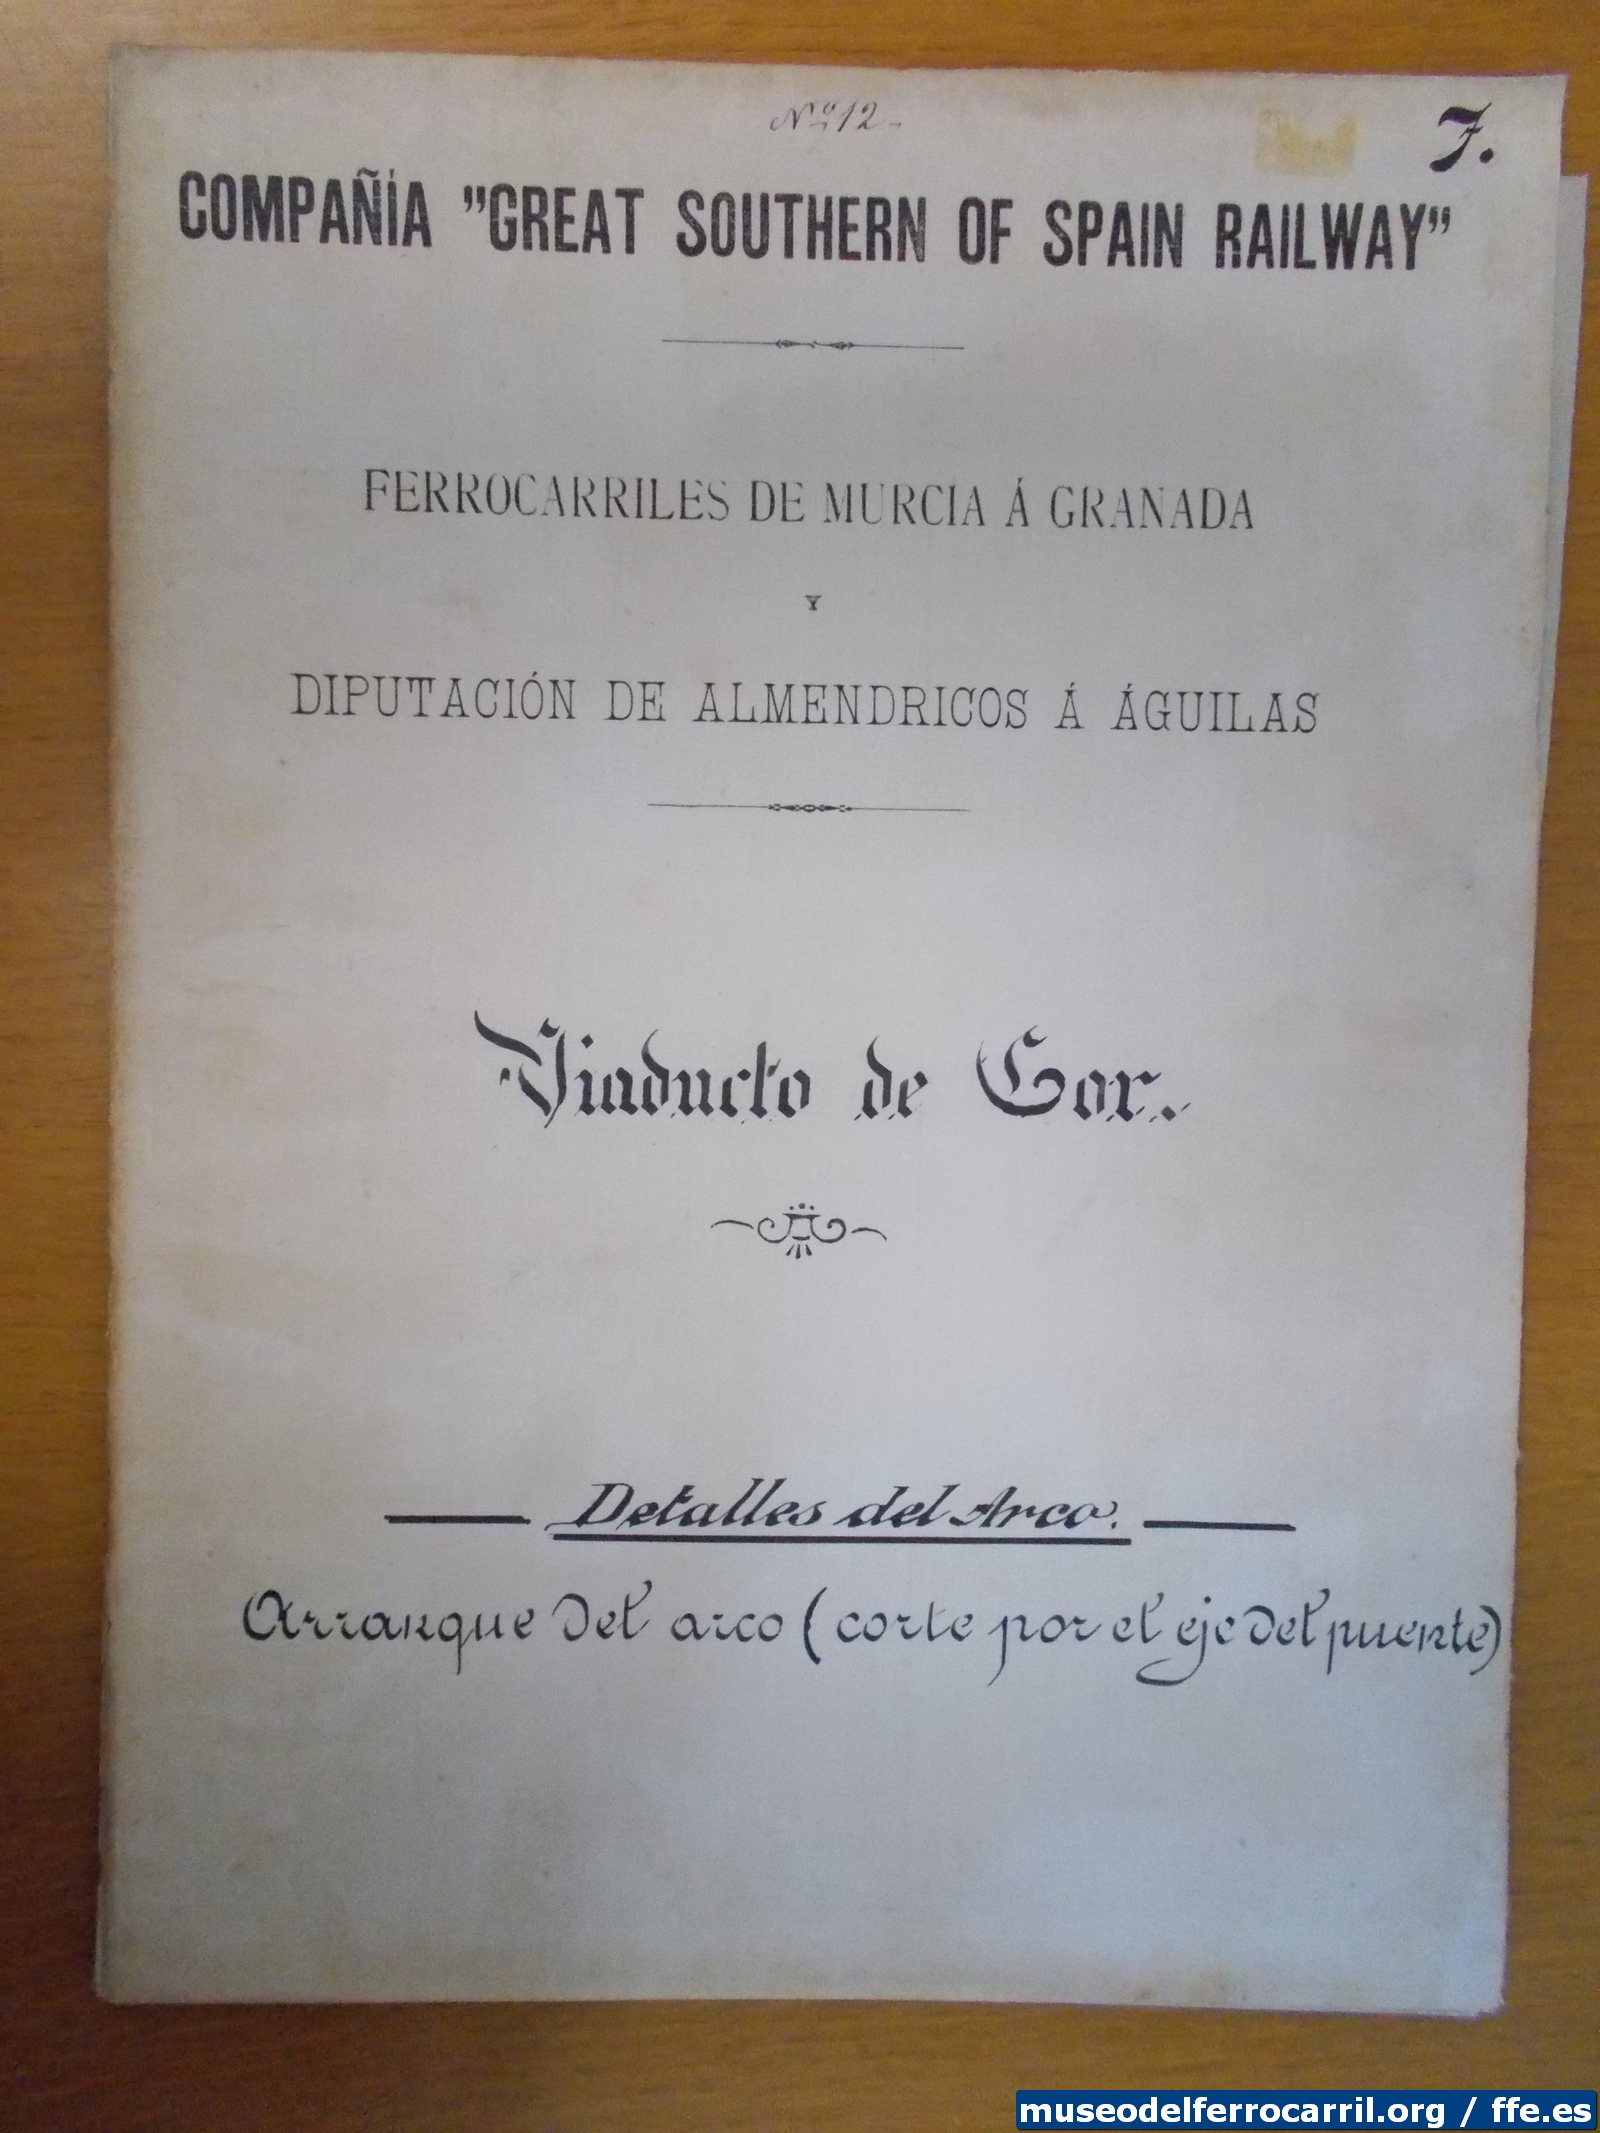 Nº 12
7.
COMPAÑÍA "GREAT SOUTHERN OF SPAIN RAILWAY"
FERROCARRILES DE MURCIA Á GRANADA
Y
DIPUTACIÓN DE ALMENDRICOS Á ÁGUILAS
Viaducto de Gor.
Detalles del Arco.
Arranque del arco (corte por el eje del puente)
museodelferrocarril.org / ffe.es